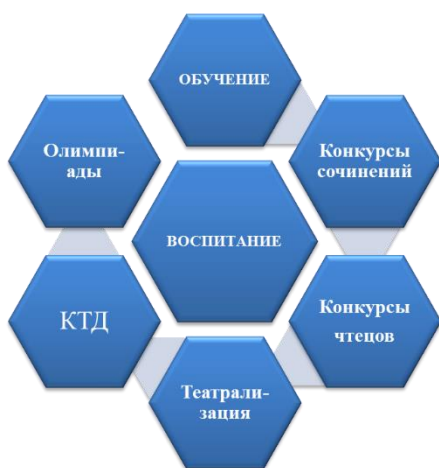 ОБУЧЕНИЕ
Олимпи-
ады
Конкурсы
сочинений
ВОСПИТАНИЕ
КТД
Конкурсы
чтецов
Театрали-
зация